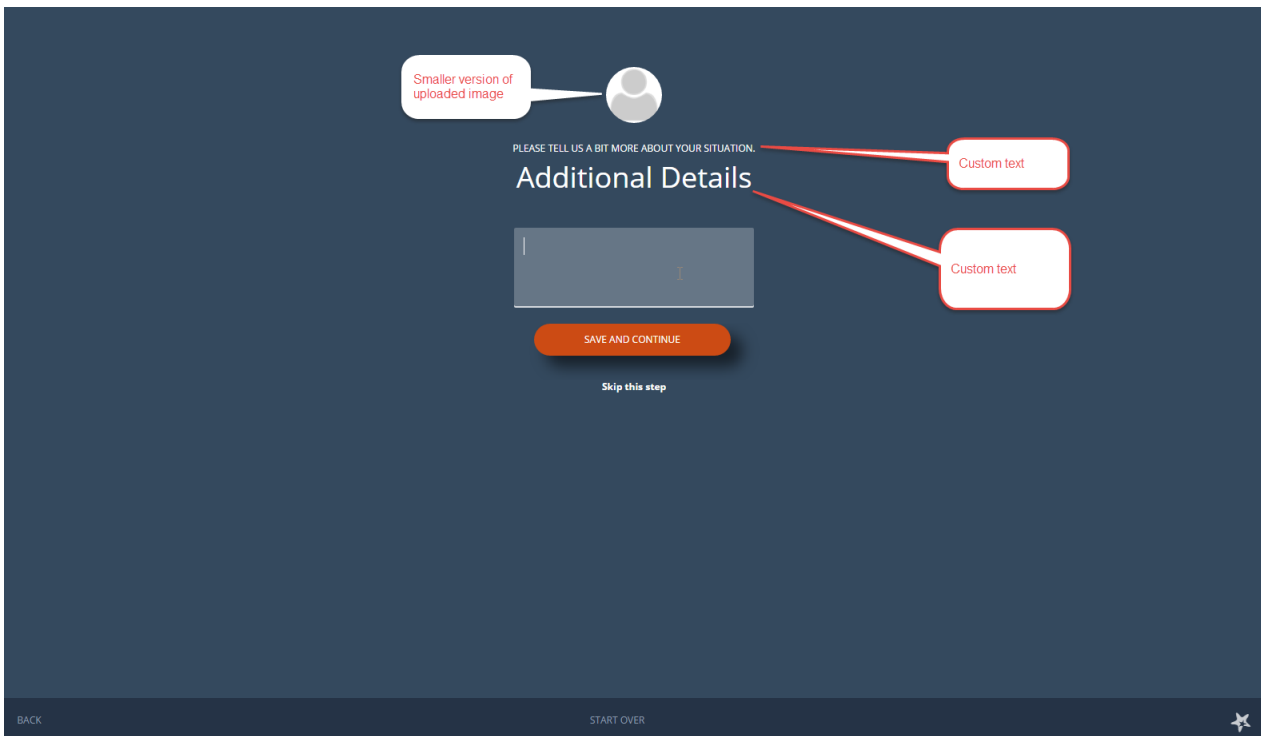 Smaller version of
uploaded image
PLEASE TELL US A BIT MORE ABOUT YOUR SITUATION.
Custom text
Additional Details
Custom text
SAVE AND CONTINUE
Skip this step
BACK
START OVER